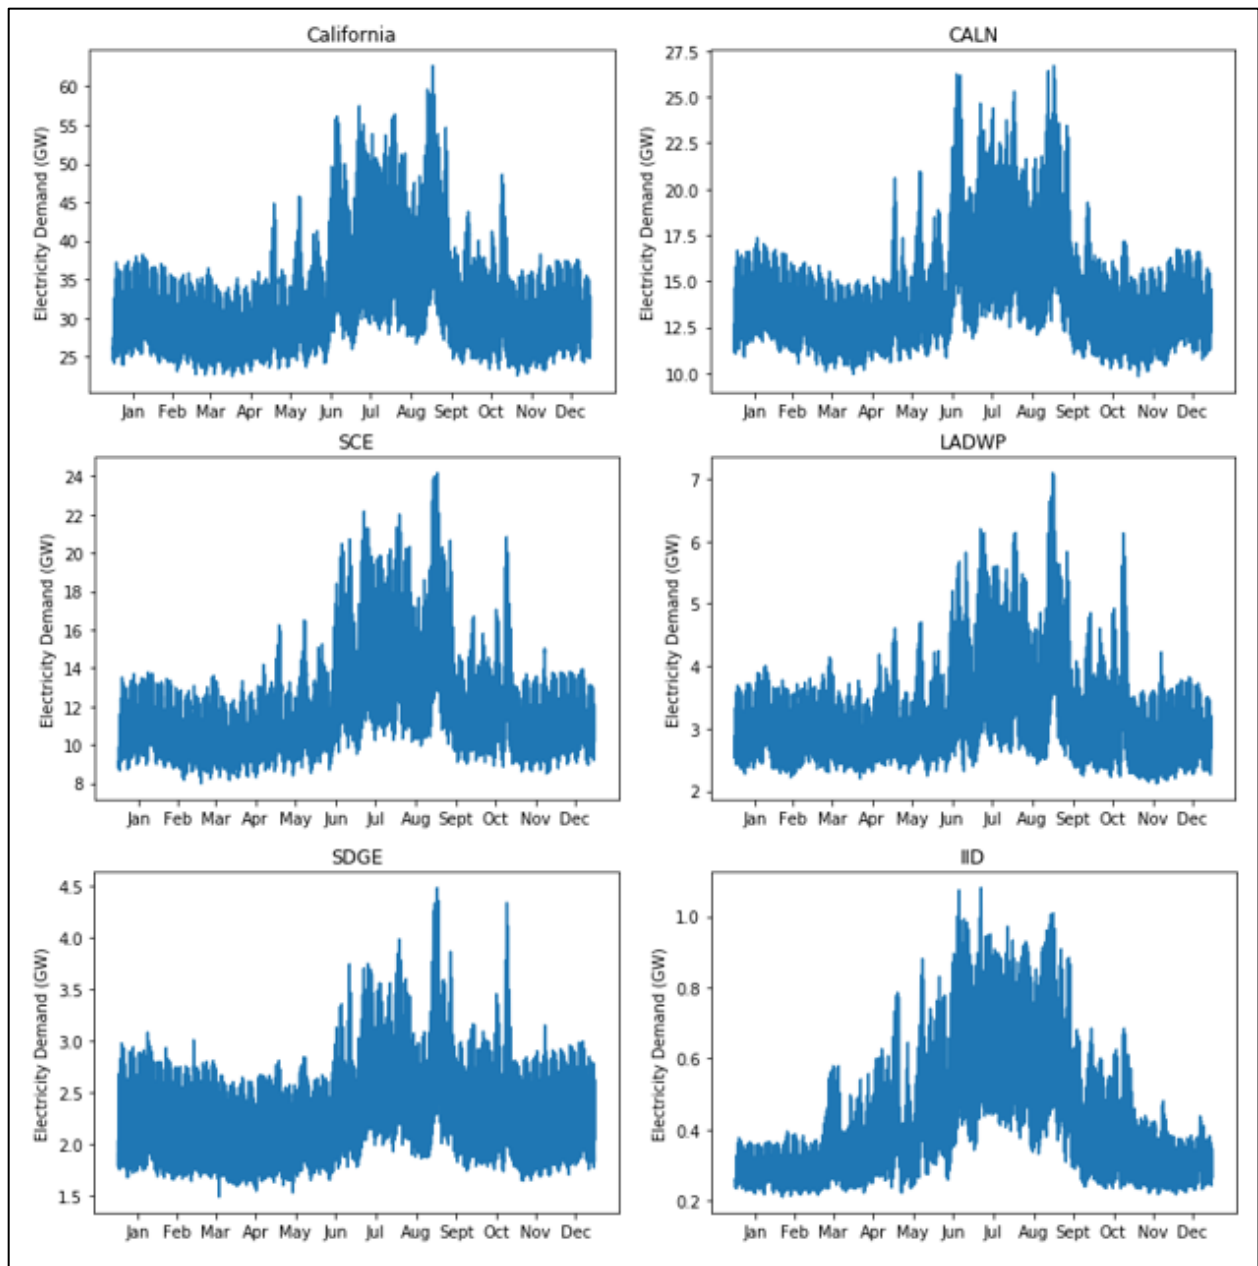 California
Electricity Demand (GW)
60
55
50
45
40
35
30
25
Jan Feb Mar Apr May Jun Jul Aug Sept Oct Nov Dec
CALN
Electricity Demand (GW)
27.5
25.0
22.5
20.0
17.5
15.0
12.5
10.0
Jan Feb Mar Apr May Jun Jul Aug Sept Oct Nov Dec
SCE
Electricity Demand (GW)
24
22
20
18
16
14
12
10
8
Jan Feb Mar Apr May Jun Jul Aug Sept Oct Nov Dec
LADWP
Electricity Demand (GW)
7
6
5
4
3
2
Jan Feb Mar Apr May Jun Jul Aug Sept Oct Nov Dec
SDGE
Electricity Demand (GW)
4.5
4.0
3.5
3.0
2.5
2.0
1.5
Jan Feb Mar Apr May Jun Jul Aug Sept Oct Nov Dec
IID
Electricity Demand (GW)
1.0
0.8
0.6
0.4
0.2
Jan Feb Mar Apr May Jun Jul Aug Sept Oct Nov Dec